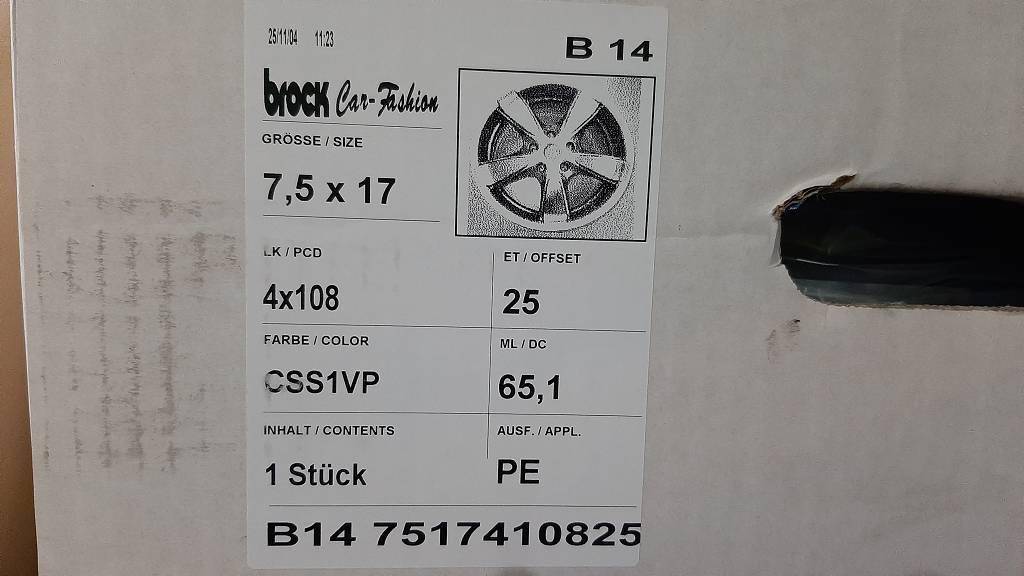 25/11/04 11:23
B 14
brock Car-Fashion
GRÖSSE / SIZE
7,5 x 17
LK / PCD
ET / OFFSET
4x108
25
FARBE / COLOR
ML / DC
CSS1VP
65,1
INHALT / CONTENTS
AUSF. / APPL.
1 Stück
PE
B14 7517410825